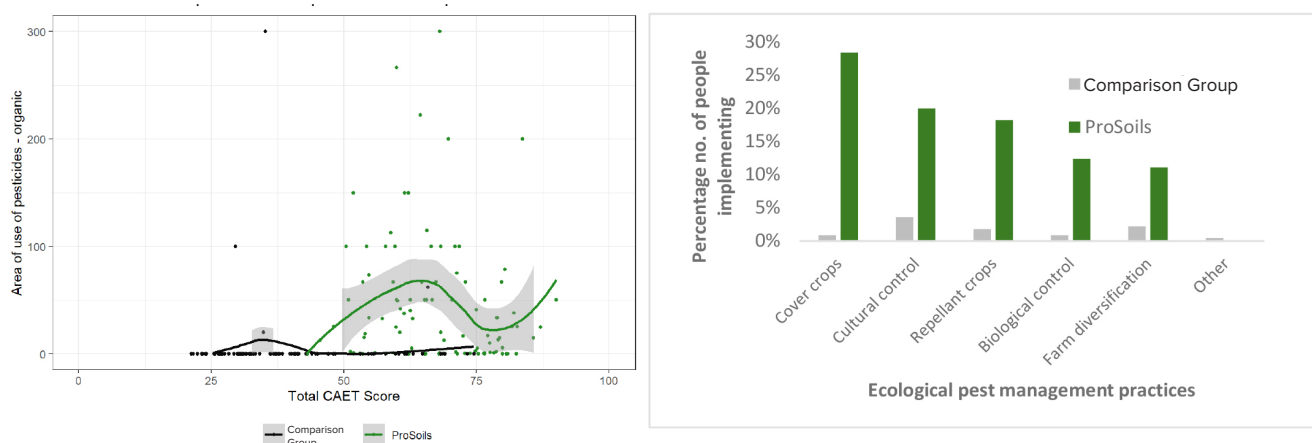 300
200
100
0
Area of use of pesticides - organic
0 25 50 75 100
Total CAET Score
Comparison
Group
ProSoils
30%
25%
20%
15%
10%
5%
0%
Percentage no. of people
implementing
Comparison Group
ProSoils
Cover crops
Cultural control
Repellant crops
Biological control
Farm diversification
Other
Ecological pest management practices